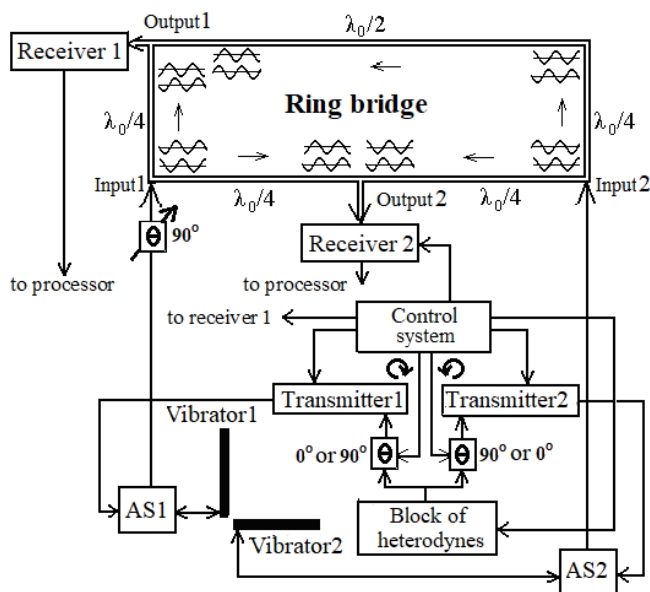 Output1
λ0/2
Receiver 1
Ring bridge
λ0/4
λ0/4
Input1
λ0/4
Output2
λ0/4
Input2
θ 90°
Receiver 2
to processor
to processor
to receiver 1
Control
system
Transmitter1
Transmitter2
Vibrator1
0° or 90°
θ
θ
90° or 0°
AS1
Block of
heterodynes
Vibrator2
AS2